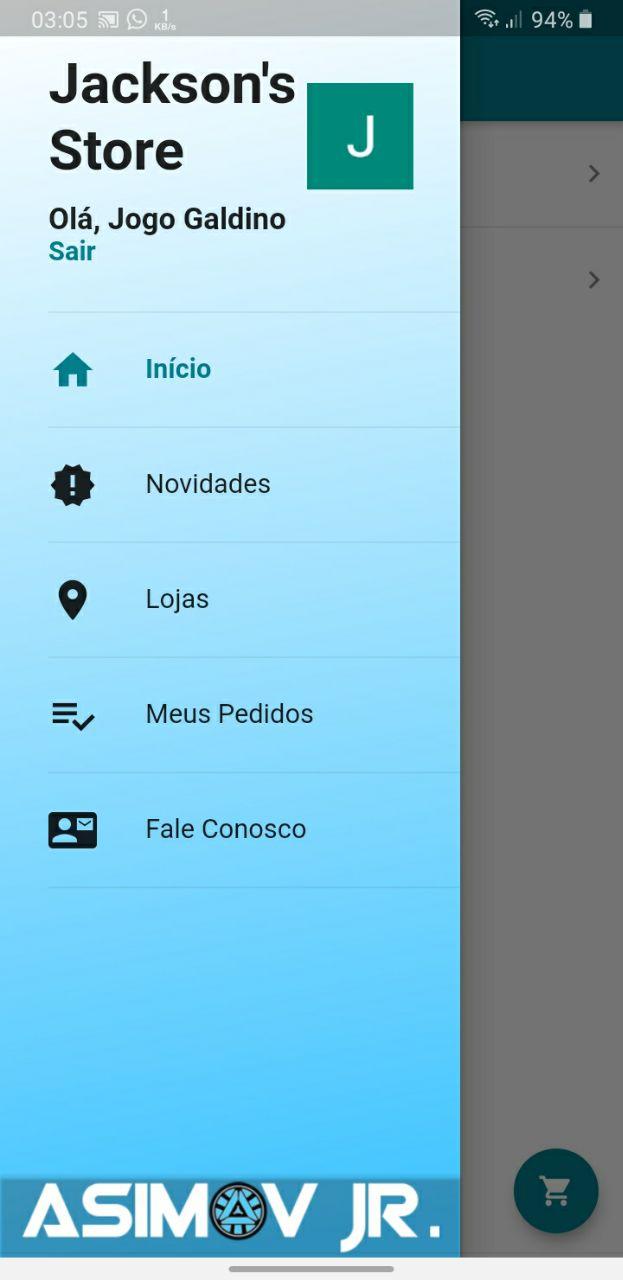 03:05 1 KB/s 94%
Jackson's
Store
J
Olá, Jogo Galdino
Sair
Início
Novidades
Lojas
Meus Pedidos
Fale Conosco
ASIMOV JR.